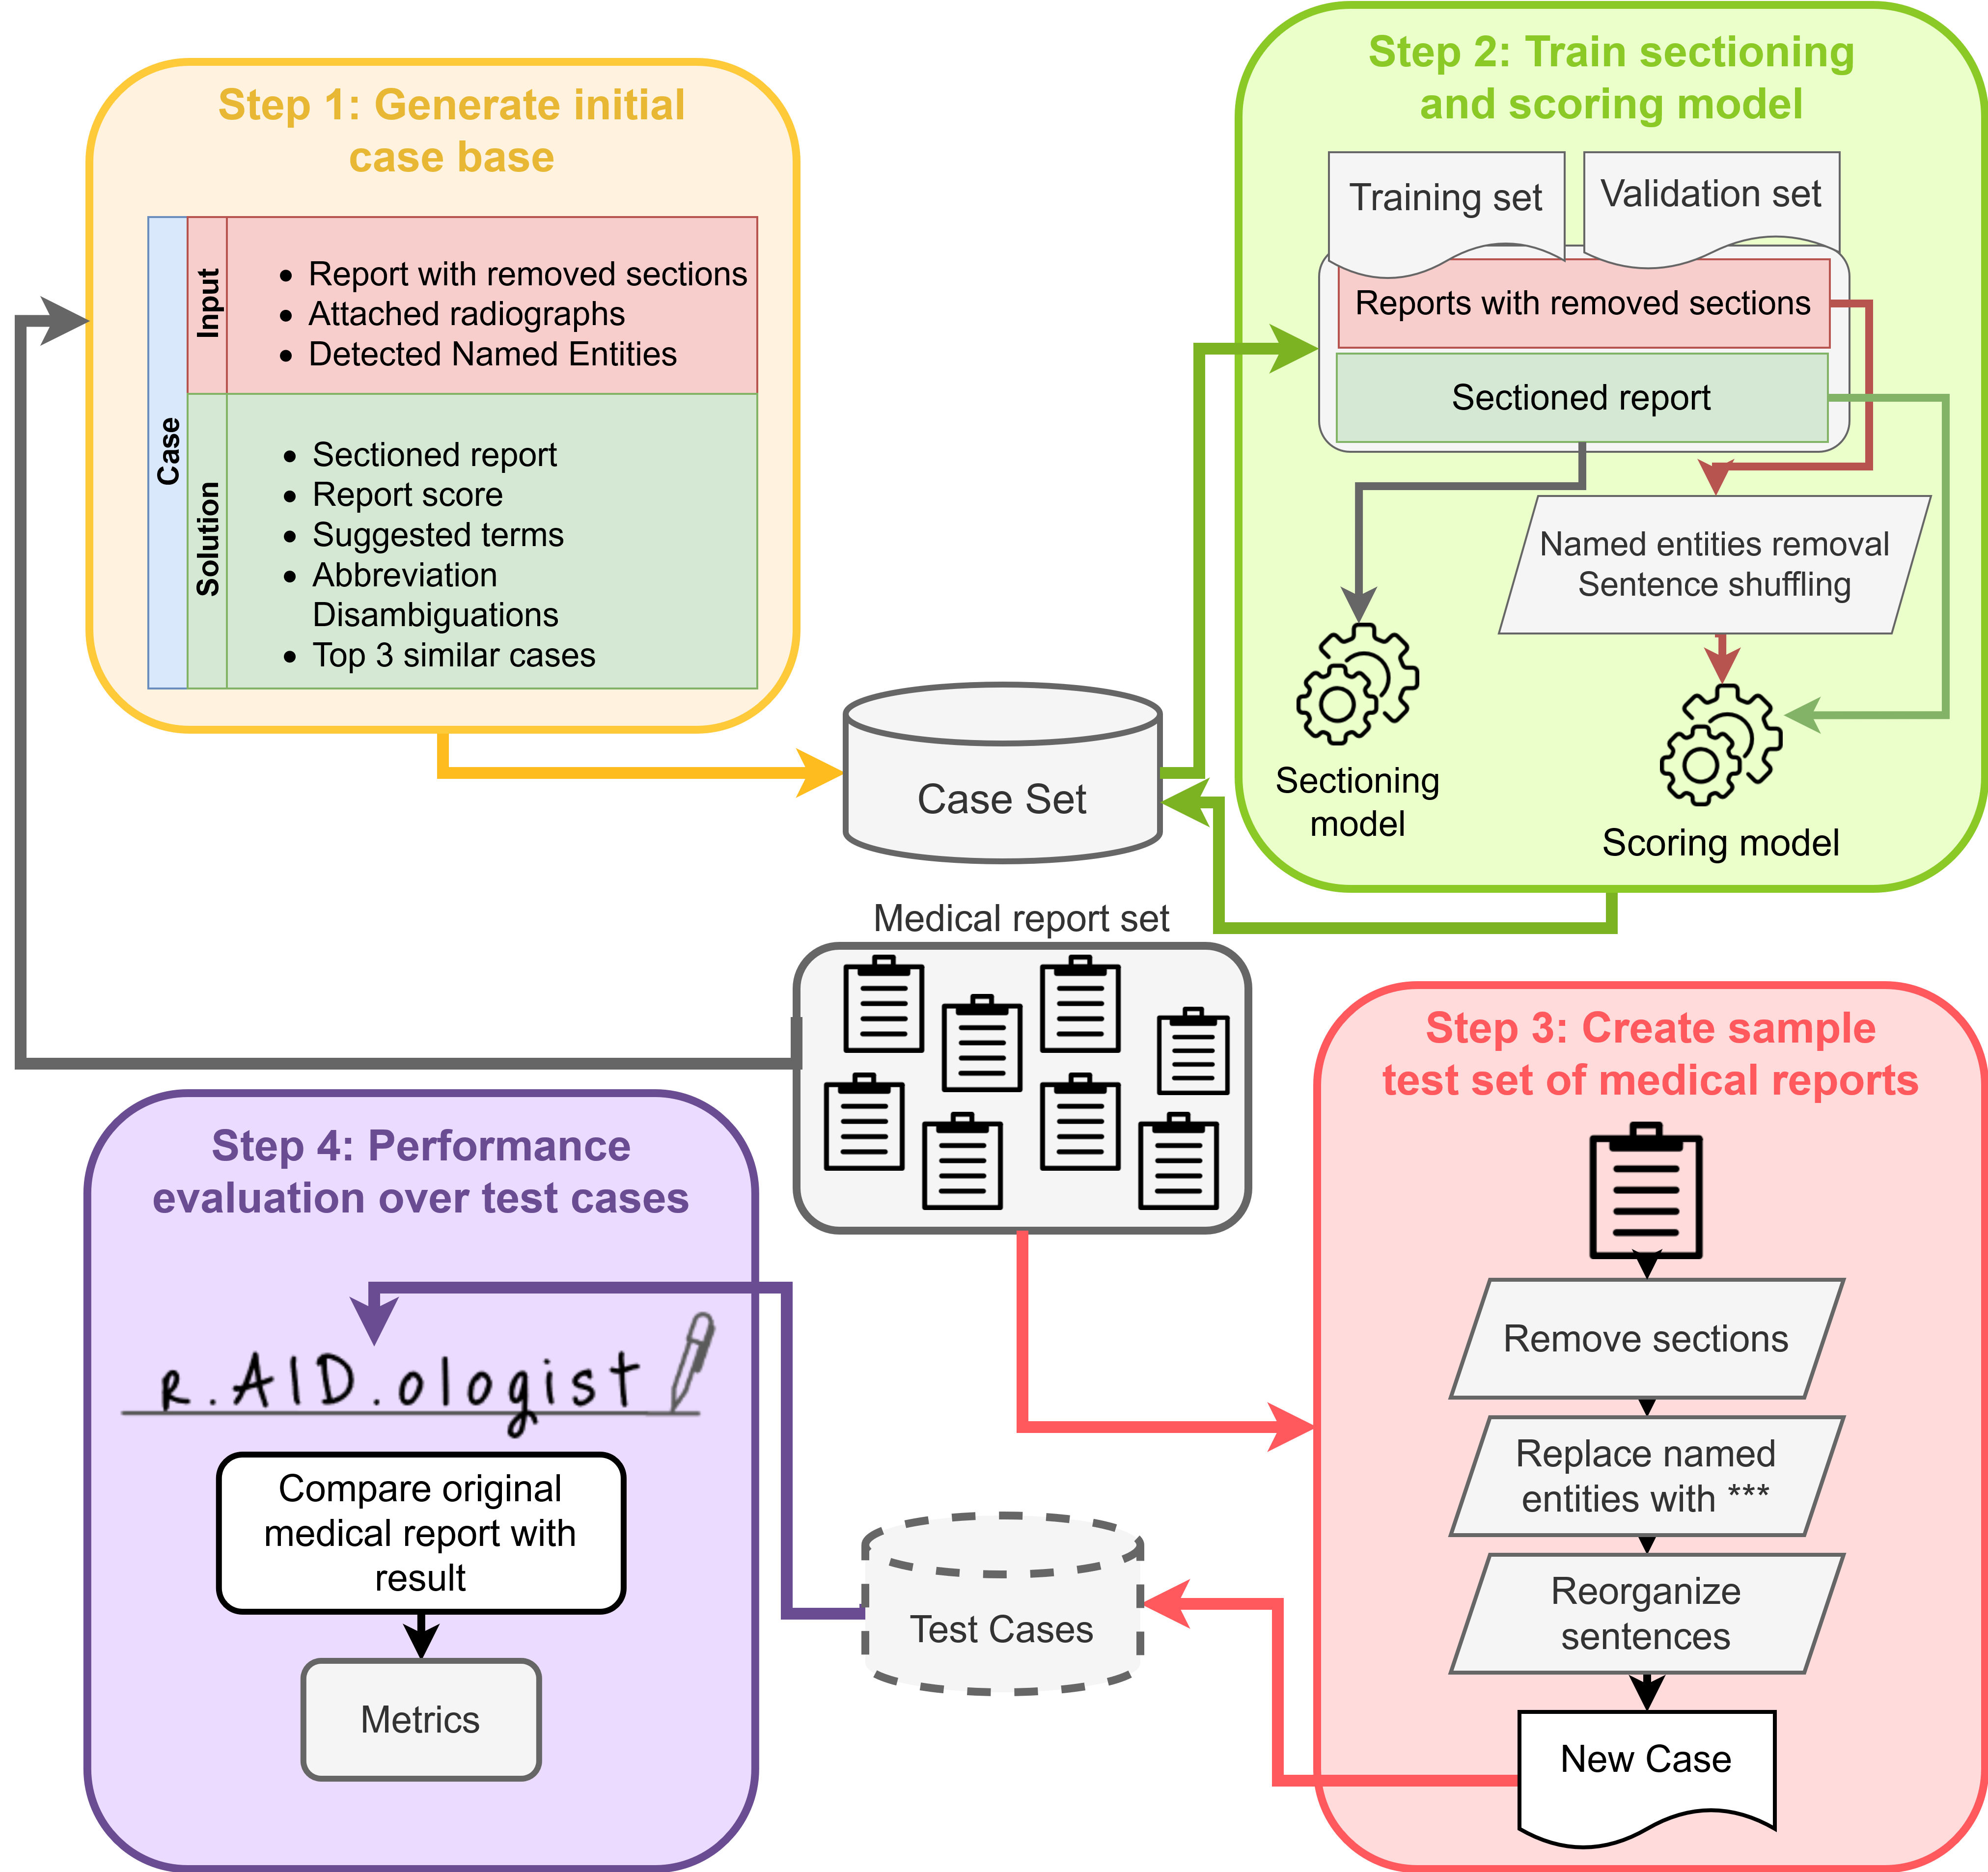 Step 1: Generate initial
case base
Case
Input
Report with removed sections
Attached radiographs
Detected Named Entities
Solution
Sectioned report
Report score
Suggested terms
Abbreviation
Disambiguations
Top 3 similar cases
Step 2: Train sectioning
and scoring model
Training set
Validation set
Reports with removed sections
Sectioned report
Named entities removal
Sentence shuffling
Sectioning
model
Scoring model
Case Set
Medical report set
Step 3: Create sample
test set of medical reports
Remove sections
Replace named
entities with ***
Reorganize
sentences
New Case
Test Cases
Step 4: Performance
evaluation over test cases
r.AID.ologist
Compare original
medical report with
result
Metrics